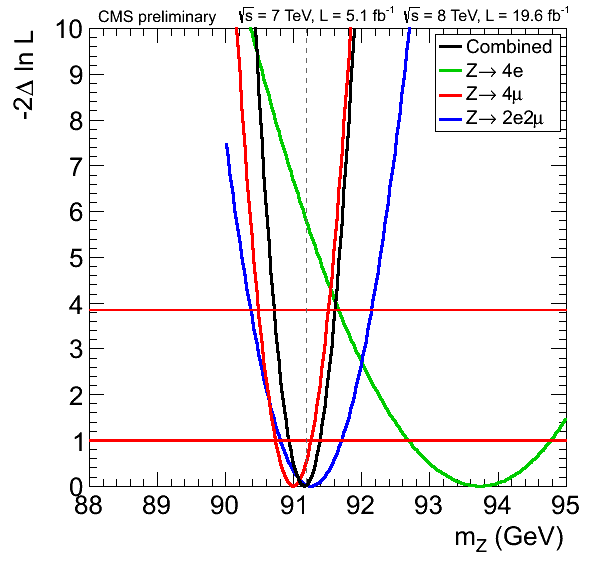 CMS preliminary √s = 7 TeV, L = 5.1 fb⁻¹ √s = 8 TeV, L = 19.6 fb⁻¹
-2Δ ln L
10
9
8
7
6
5
4
3
2
1
0
Combined
Z→ 4e
Z→ 4μ
Z→ 2e2μ
88 89 90 91 92 93 94 95
m_Z (GeV)